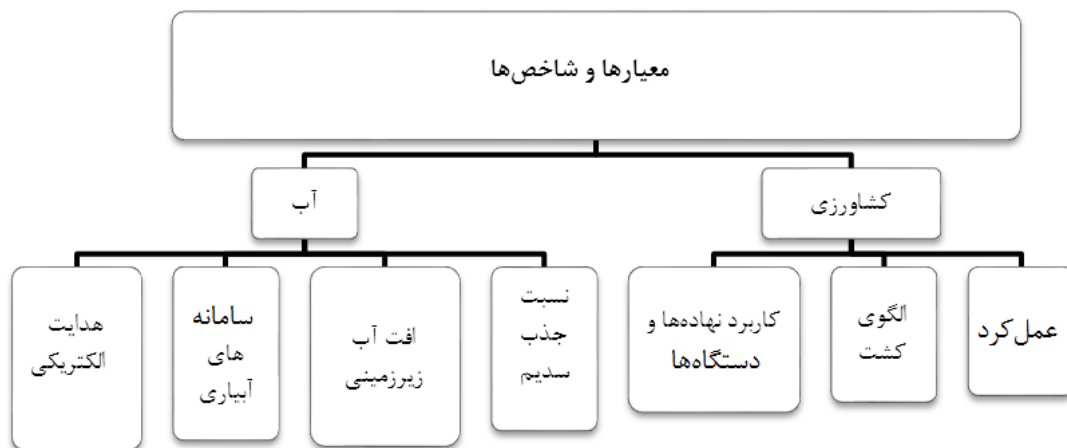 معیارها و شاخص‌ها
کشاورزی
آب
عمل‌کرد
الگوی
کشت
کاربرد نهاده‌ها و
دستگاه‌ها
نسبت
جذب
سدیم
افت آب
زیرزمینی
سامانه
های
آبیاری
هدایت
الکتریکی